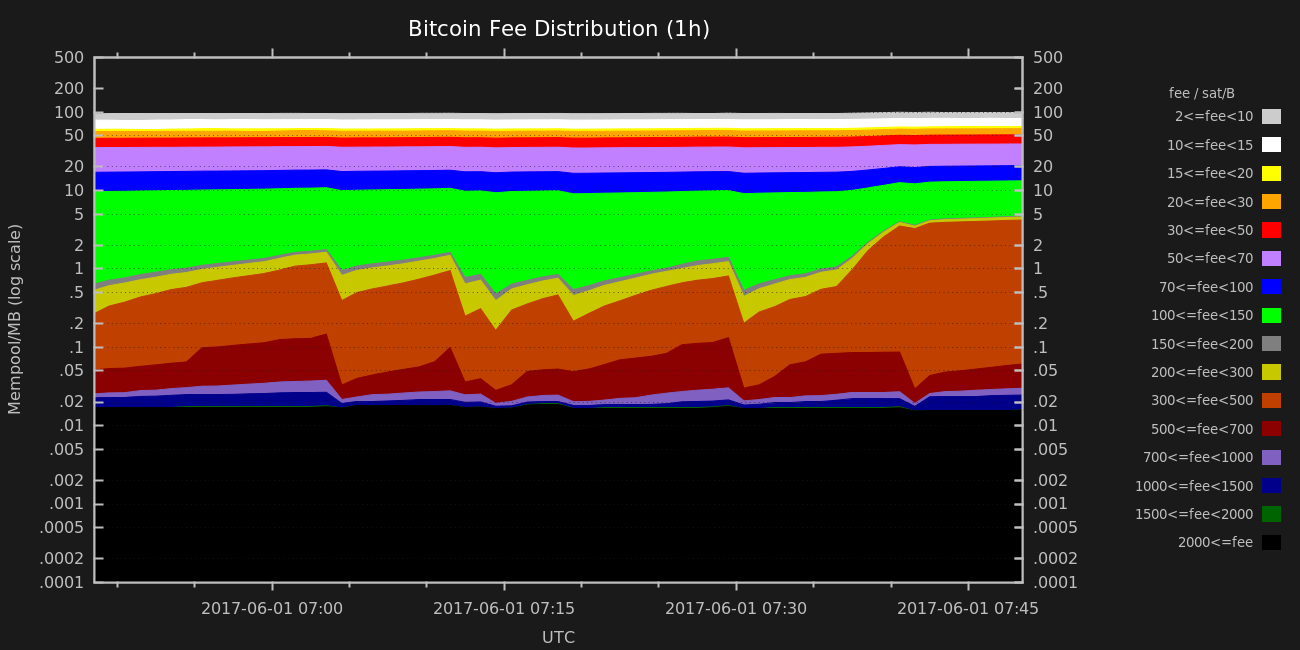 Bitcoin Fee Distribution (1h)
500 500
200 200
100 100
50 50
20 20
10 10
5 5
2 2
1 1
.5 .5
.2 .2
.1 .1
.05 .05
.02 .02
.01 .01
.005 .005
.002 .002
.001 .001
.0005 .0005
.0002 .0002
.0001 .0001
Mempool/MB (log scale)
2017-06-01 07:00 2017-06-01 07:15 2017-06-01 07:30 2017-06-01 07:45
UTC
fee / sat/B
2<=fee<10
10<=fee<15
15<=fee<20
20<=fee<30
30<=fee<50
50<=fee<70
70<=fee<100
100<=fee<150
150<=fee<200
200<=fee<300
300<=fee<500
500<=fee<700
700<=fee<1000
1000<=fee<1500
1500<=fee<2000
2000<=fee